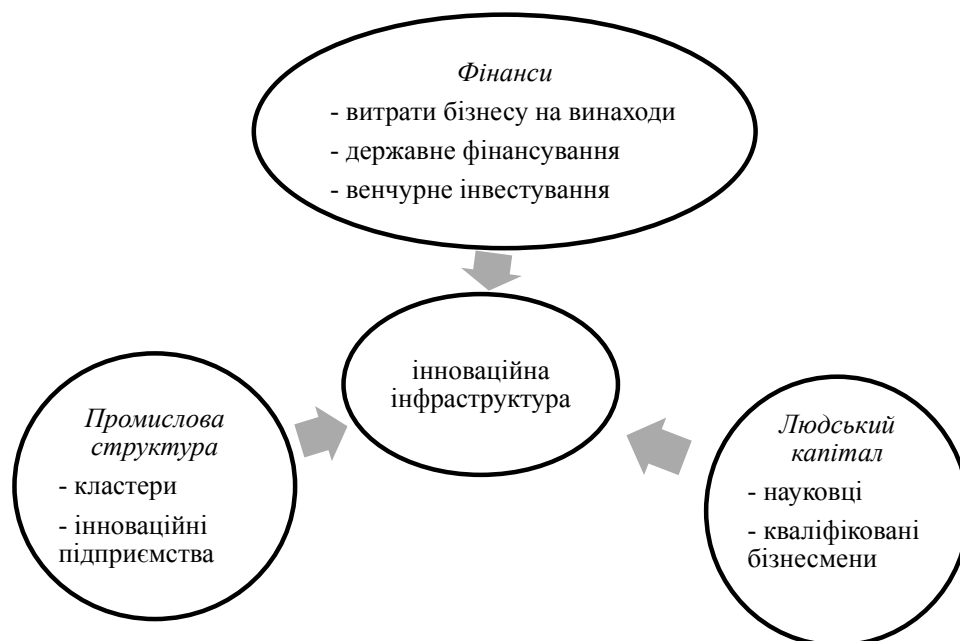 Фінанси
- витрати бізнесу на винаходи
- державне фінансування
- венчурне інвестування
інноваційна
інфраструктура
Промислова
структура
- кластери
- інноваційні
підприємства
Людський
капітал
- науковці
- кваліфіковані
бізнесмени